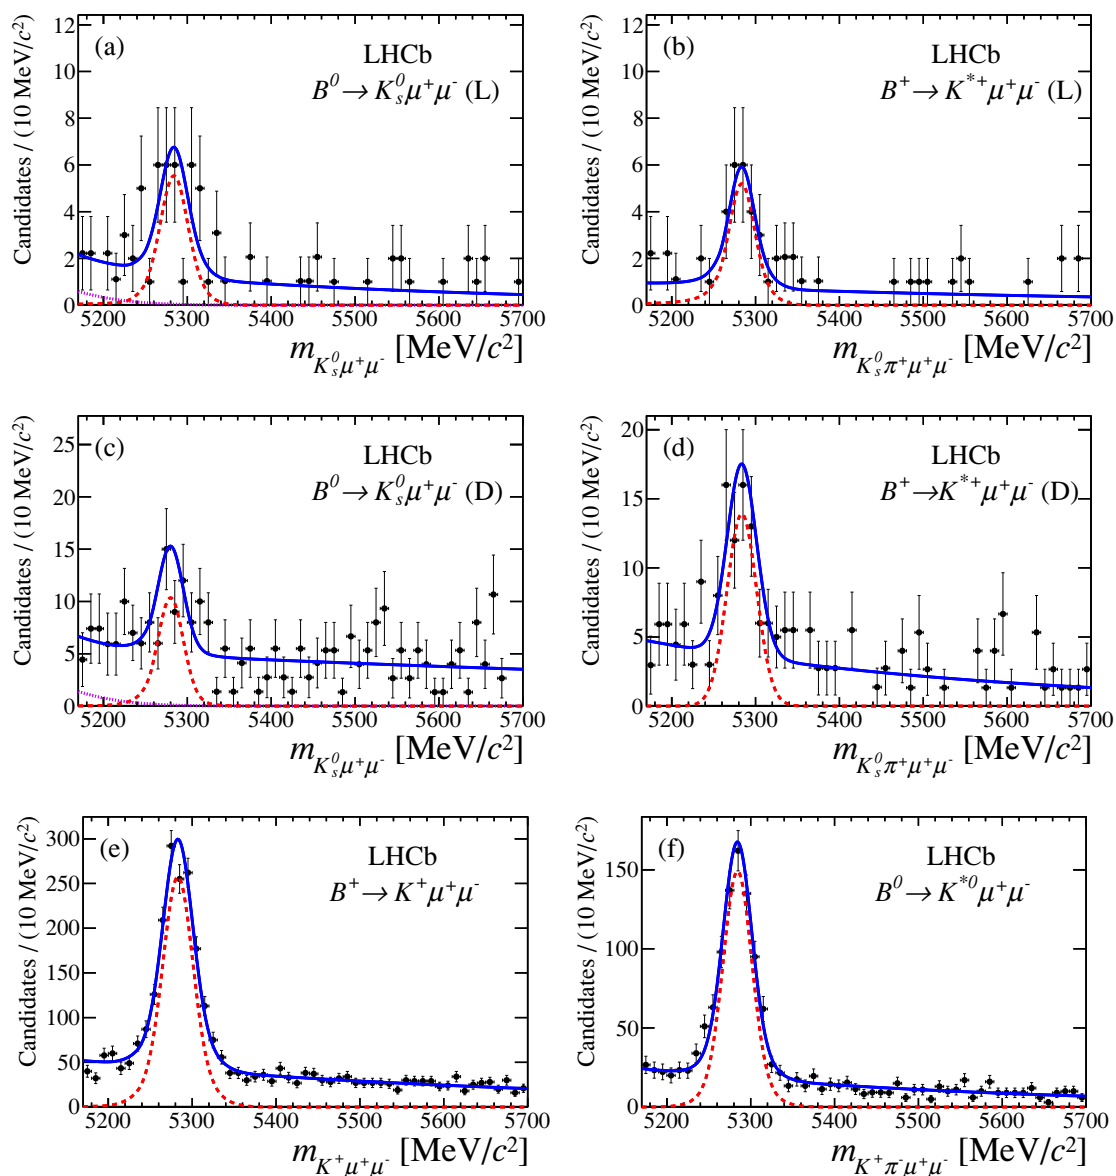 Candidates / (10 MeV/c²)
12
10
8
6
4
2
0
(a)
LHCb
B⁰ → K⁰ₛμ⁺μ⁻ (L)
5200 5300 5400 5500 5600 5700
m_{K⁰ₛμ⁺μ⁻} [MeV/c²]
Candidates / (10 MeV/c²)
12
10
8
6
4
2
0
(b)
LHCb
B⁺ → K*⁺μ⁺μ⁻ (L)
5200 5300 5400 5500 5600 5700
m_{K⁰ₛπ⁺μ⁺μ⁻} [MeV/c²]
Candidates / (10 MeV/c²)
25
20
15
10
5
0
(c)
LHCb
B⁰ → K⁰ₛμ⁺μ⁻ (D)
5200 5300 5400 5500 5600 5700
m_{K⁰ₛμ⁺μ⁻} [MeV/c²]
Candidates / (10 MeV/c²)
20
15
10
5
0
(d)
LHCb
B⁺ → K*⁺μ⁺μ⁻ (D)
5200 5300 5400 5500 5600 5700
m_{K⁰ₛπ⁺μ⁺μ⁻} [MeV/c²]
Candidates / (10 MeV/c²)
300
250
200
150
100
50
0
(e)
LHCb
B⁺ → K⁺μ⁺μ⁻
5200 5300 5400 5500 5600 5700
m_{K⁺μ⁺μ⁻} [MeV/c²]
Candidates / (10 MeV/c²)
150
100
50
0
(f)
LHCb
B⁰ → K*⁰μ⁺μ⁻
5200 5300 5400 5500 5600 5700
m_{K⁺π⁻μ⁺μ⁻} [MeV/c²]